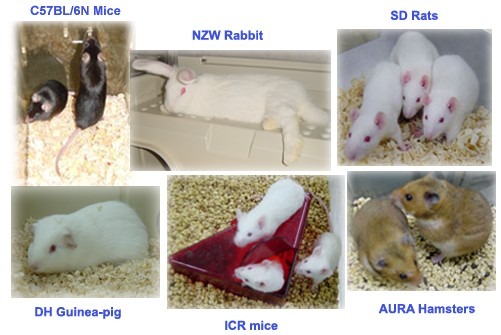 C57BL/6N Mice
NZW Rabbit
SD Rats
DH Guinea-pig
ICR mice
AURA Hamsters